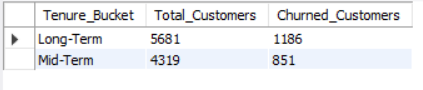 Tenure_Bucket Total_Customers Churned_Customers
Long-Term 5681 1186
Mid-Term 4319 851